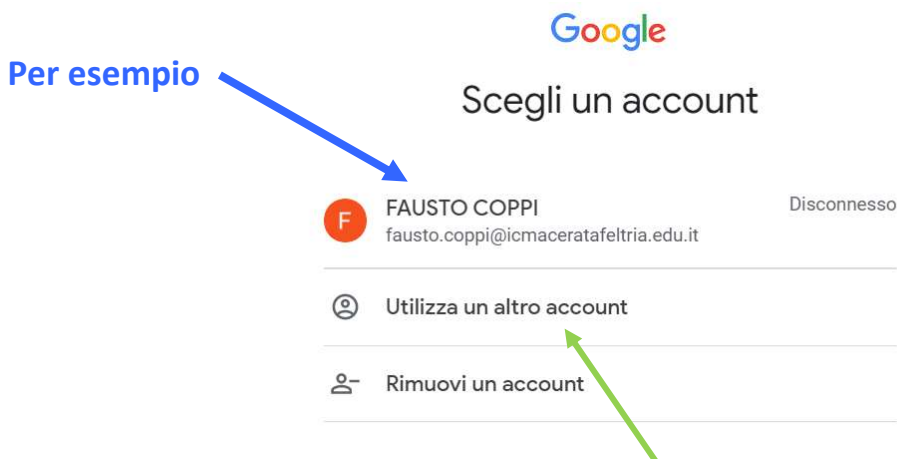 Google
Per esempio
Scegli un account
F
FAUSTO COPPI
Disconnesso
fausto.coppi@icmaceratafeltria.edu.it
Utilizza un altro account
Rimuovi un account